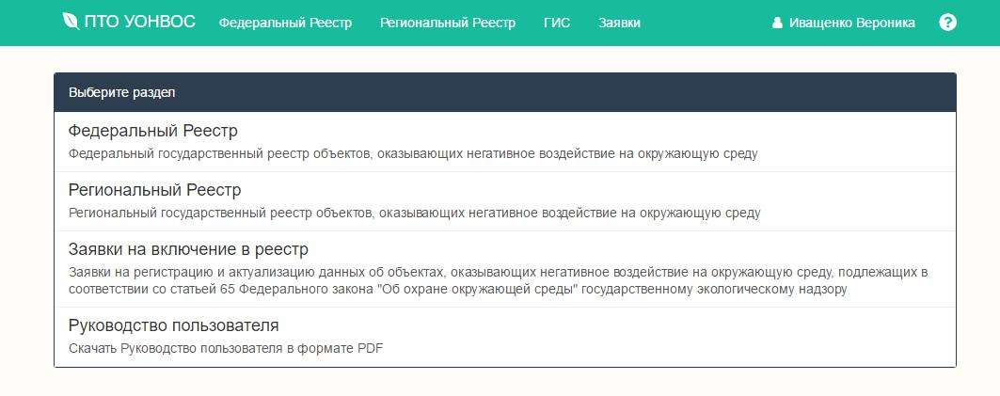 ПТО УОНВОС Федеральный Реестр Региональный Реестр ГИС Заявки Иващенко Вероника ?
Выберите раздел
Федеральный Реестр
Федеральный государственный реестр объектов, оказывающих негативное воздействие на окружающую среду
Региональный Реестр
Региональный государственный реестр объектов, оказывающих негативное воздействие на окружающую среду
Заявки на включение в реестр
Заявки на регистрацию и актуализацию данных об объектах, оказывающих негативное воздействие на окружающую среду, подлежащих в
соответствии со статьей 65 Федерального закона "Об охране окружающей среды" государственному экологическому надзору
Руководство пользователя
Скачать Руководство пользователя в формате PDF